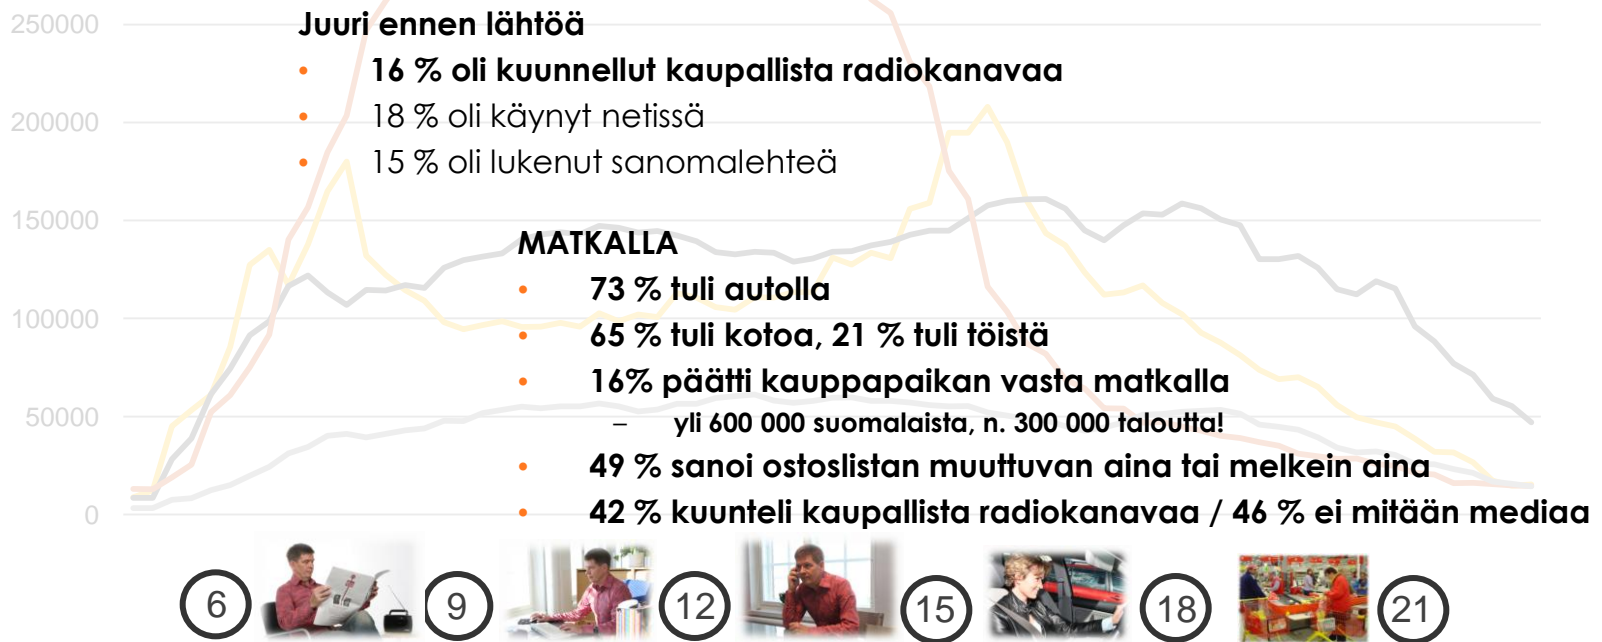 250000
200000
150000
100000
50000
0
Juuri ennen lähtöä
• 16 % oli kuunnellut kaupallista radiokanavaa
• 18 % oli käynyt netissä
• 15 % oli lukenut sanomalehteä
MATKALLA
• 73 % tuli autolla
• 65 % tuli kotoa, 21 % tuli töistä
• 16% päätti kauppapaikan vasta matkalla
– yli 600 000 suomalaista, n. 300 000 taloutta!
• 49 % sanoi ostoslistan muuttuvan aina tai melkein aina
• 42 % kuunteli kaupallista radiokanavaa / 46 % ei mitään mediaa
6 9 12 15 18 21